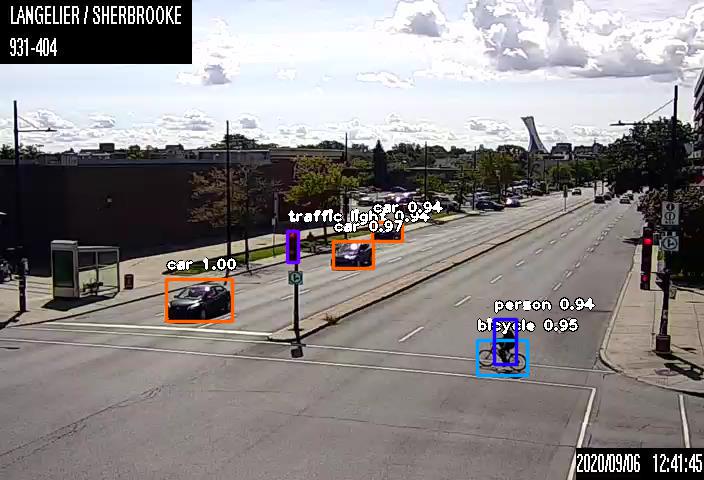 LANGELIER / SHERBROOKE
931-404
car 0.94
traffic light 0.94
car 0.97
car 1.00
person 0.94
bicycle 0.95
2020/09/06 12:41:45